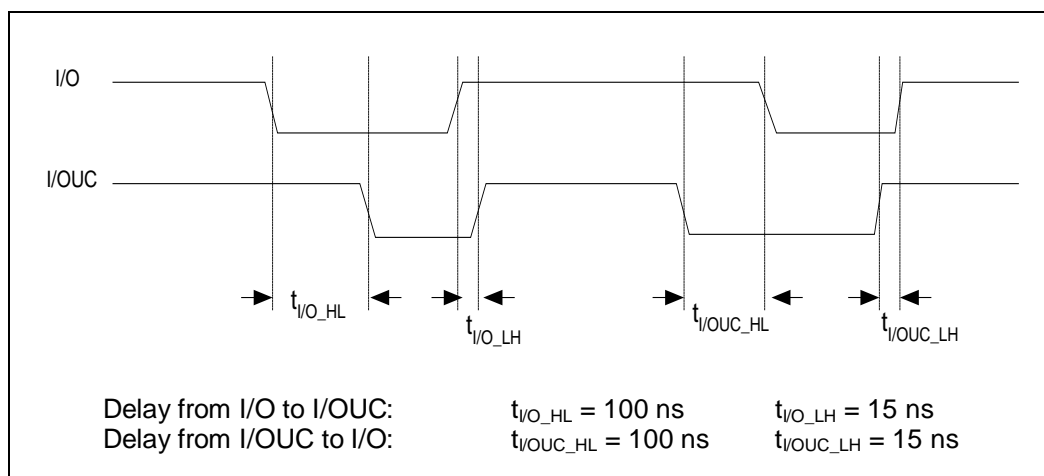 I/O
I/OUC
tI/O_HL
tI/O_LH
tI/OUC_HL
tI/OUC_LH
Delay from I/O to I/OUC: tI/O_HL = 100 ns tI/O_LH = 15 ns
Delay from I/OUC to I/O: tI/OUC_HL = 100 ns tI/OUC_LH = 15 ns